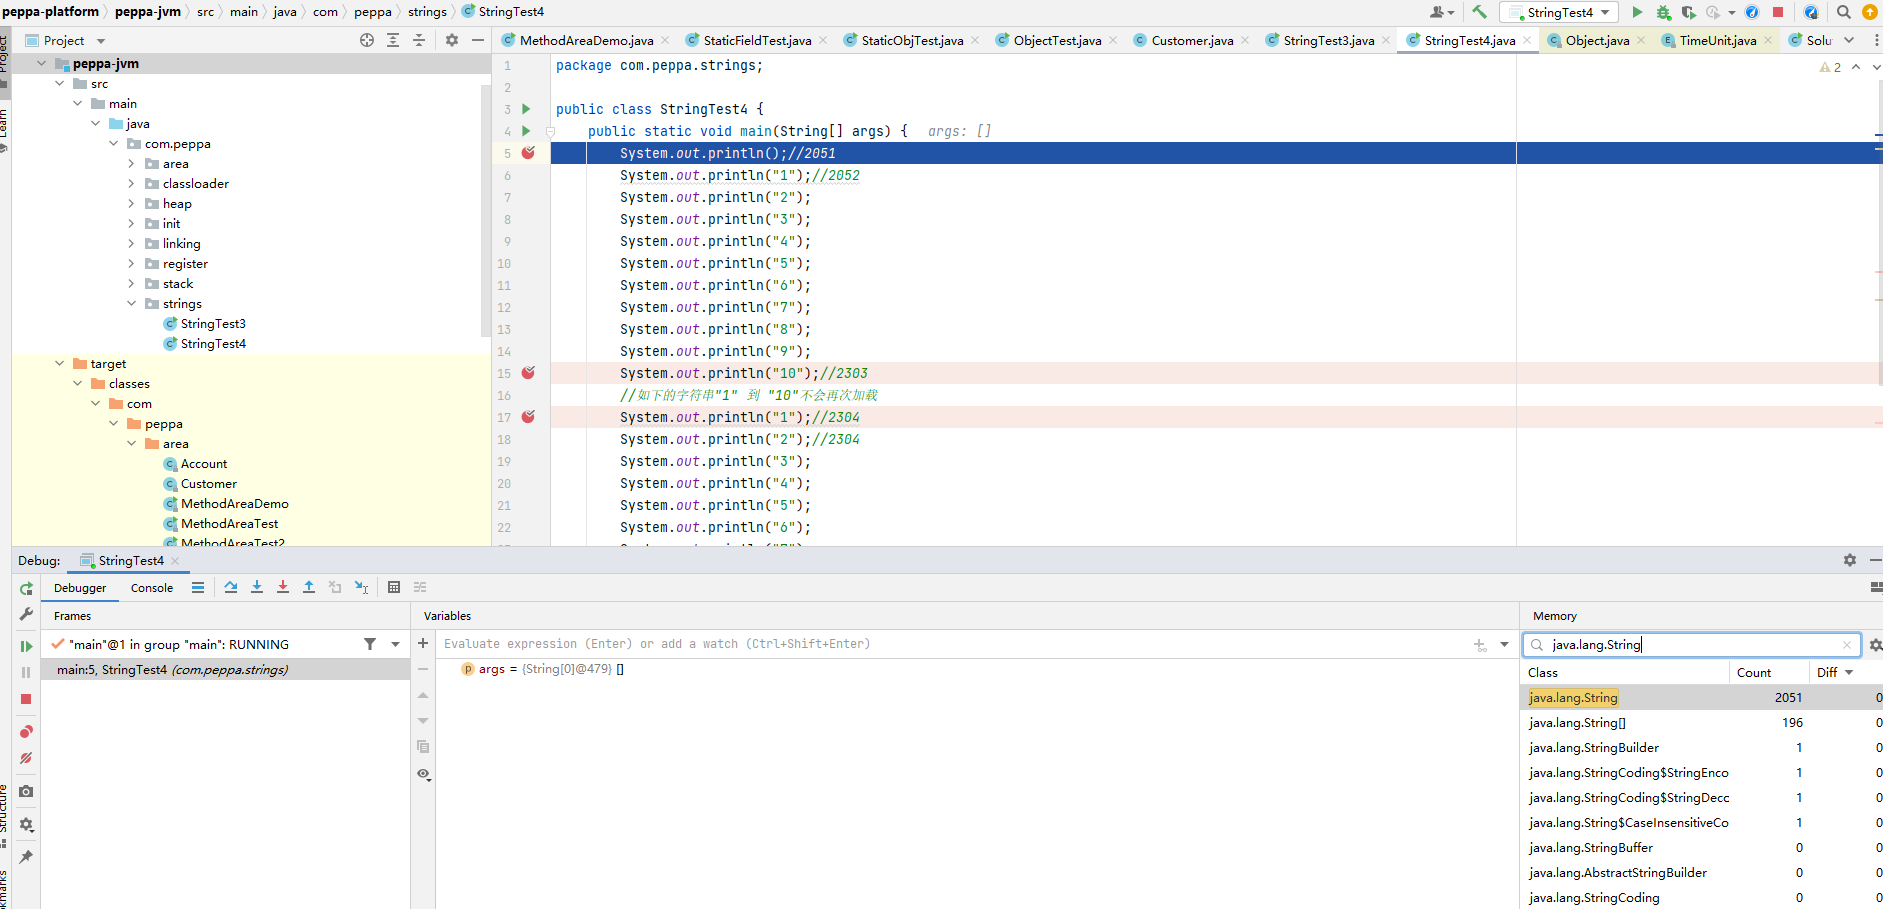 peppa-platform peppa-jvm src main java com peppa strings StringTest4
StringTest4
Project
MethodAreaDemo.java StaticFieldTest.java StaticObjTest.java ObjectTest.java Customer.java StringTest3.java StringTest4.java Object.java TimeUnit.java Solu
Project
Learn
Structure
peppa-jvm
src
main
java
com.peppa
area
classloader
heap
init
linking
register
stack
strings
StringTest3
StringTest4
target
classes
com
peppa
area
Account
Customer
MethodAreaDemo
MethodAreaTest
MethodAreaTest2
2
1 package com.peppa.strings;
2
3 public class StringTest4 {
4 public static void main(String[] args) { args: []
5 System.out.println();//2051
6 System.out.println("1");//2052
7 System.out.println("2");
8 System.out.println("3");
9 System.out.println("4");
10 System.out.println("5");
11 System.out.println("6");
12 System.out.println("7");
13 System.out.println("8");
14 System.out.println("9");
15 System.out.println("10");//2303
16 //如下的字符串"1" 到 "10"不会再次加载
17 System.out.println("1");//2304
18 System.out.println("2");//2304
19 System.out.println("3");
20 System.out.println("4");
21 System.out.println("5");
22 System.out.println("6");
Debug: StringTest4
Debugger Console
Frames
"main"@1 in group "main": RUNNING
main:5, StringTest4 (com.peppa.strings)
Variables
Evaluate expression (Enter) or add a watch (Ctrl+Shift+Enter)
args = {String[0]@479} []
Memory
java.lang.String
Class Count Diff
java.lang.String 2051 0
java.lang.String[] 196 0
java.lang.StringBuilder 1 0
java.lang.StringCoding$StringEnco 1 0
java.lang.StringCoding$StringDecc 1 0
java.lang.String$CaseInsensitiveCo 1 0
java.lang.StringBuffer 0 0
java.lang.AbstractStringBuilder 0 0
java.lang.StringCoding 0 0